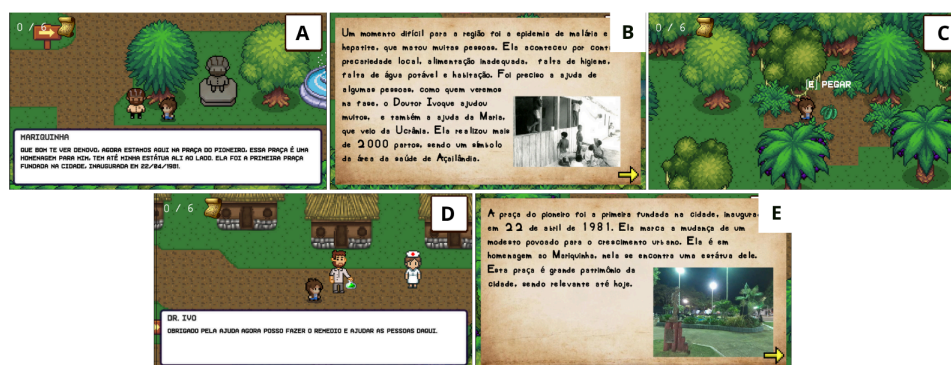 0 / 6
A
MARIQUINHA
QUE BOM TE VER DENOVO, AGORA ESTAMOS AQUI NA PRAÇA DO PIONEIRO, ESSA PRAÇA É UMA
HOMENAGEM PARA MIM, TEM ATÉ MINHA ESTÁTUA ALI AO LADO. ELA FOI A PRIMEIRA PRAÇA
FUNDADA NA CIDADE, INAUGURADA EM 22/04/1981.
B
Um momento difícil para a região foi a epidemia de malária e
hepatite, que matou muitas pessoas. Ela aconteceu por cont
precariedade local, alimentação inadequada, falta de higiene,
falta de água potável e habitação. Foi preciso a ajuda de
algumas pessoas, como quem veremos
na fase, o Doutor Ivoque ajudou
muitos, e também a ajuda da Maria,
que veio da Ucrânia. Ela realizou mais
de 2000 partos, sendo um símbolo
da área da saúde de Açailândia.
0 / 6
C
[E] PEGAR
0 / 6
D
DR. IVO
OBRIGADO PELA AJUDA AGORA POSSO FAZER O REMEDIO E AJUDAR AS PESSOAS DAQUI.
E
A praça do pioneiro foi a primeira fundada na cidade, inaugura
em 22 de abril de 1981. Ela marca a mudança de um
modesto povoado para o crescimento urbano. Ela é em
homenagem ao Mariquinha, nela se encontra uma estátua dele.
Esta praça é grande patrimônio da
cidade, sendo relevante até hoje.